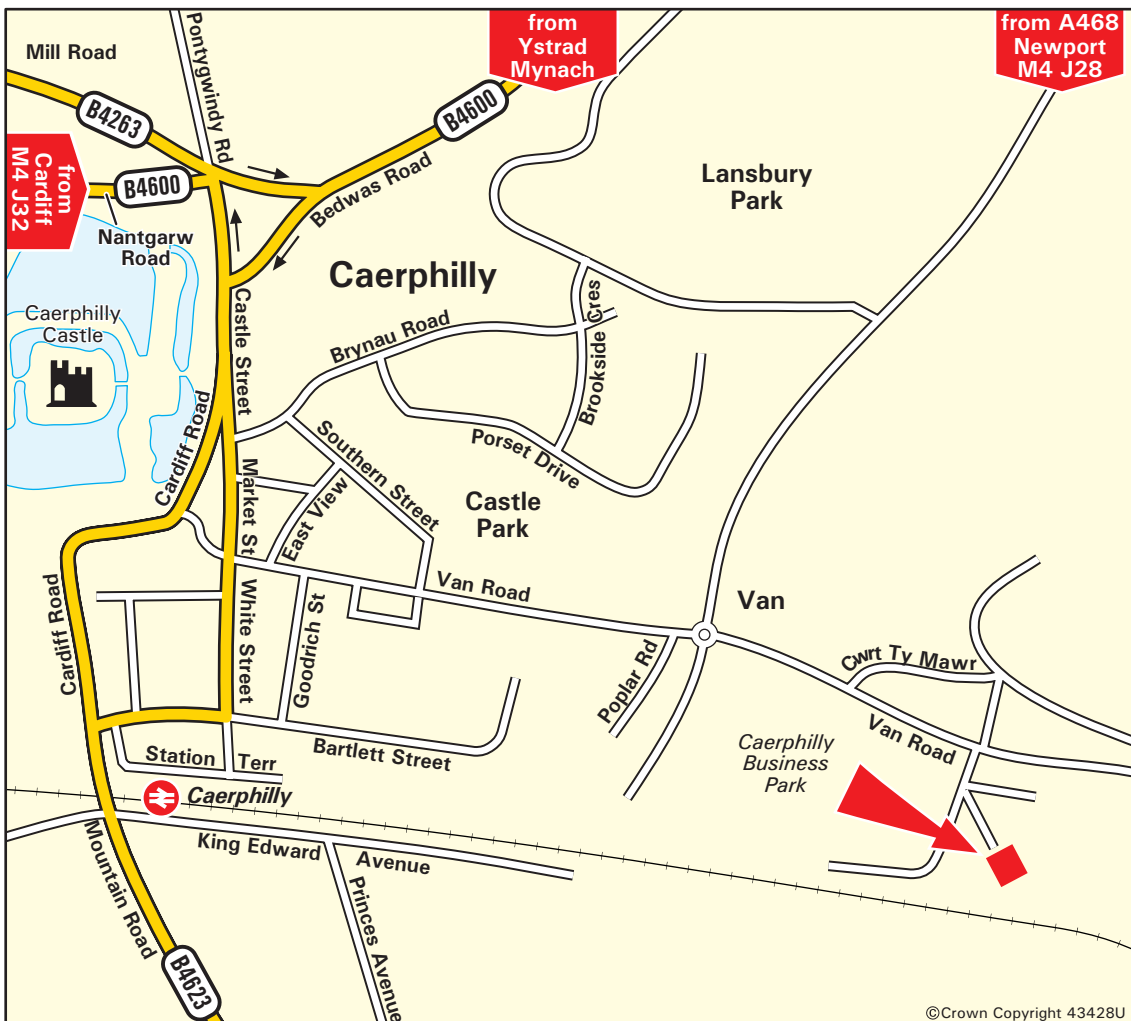 from
Ystrad
Mynach
from A468
Newport
M4 J28
Mill Road
Pontygwindy Rd
B4263
B4600
from
Cardiff
M4 J32
B4600
Bedwas Road
Nantgarw
Road
Lansbury
Park
Caerphilly
Caerphilly
Castle
Castle Street
Brynau Road
Brookside Cres
Cardiff Road
Southern Street
Porset Drive
Market St
East View
Castle
Park
Van Road
Van
Cardiff Road
White Street
Goodrich St
Poplar Rd
Cwrt Ty Mawr
Van Road
Bartlett Street
Station Terr
Caerphilly
Business
Park
Caerphilly
King Edward Avenue
Mountain Road
Princes Avenue
B4623
©Crown Copyright 43428U